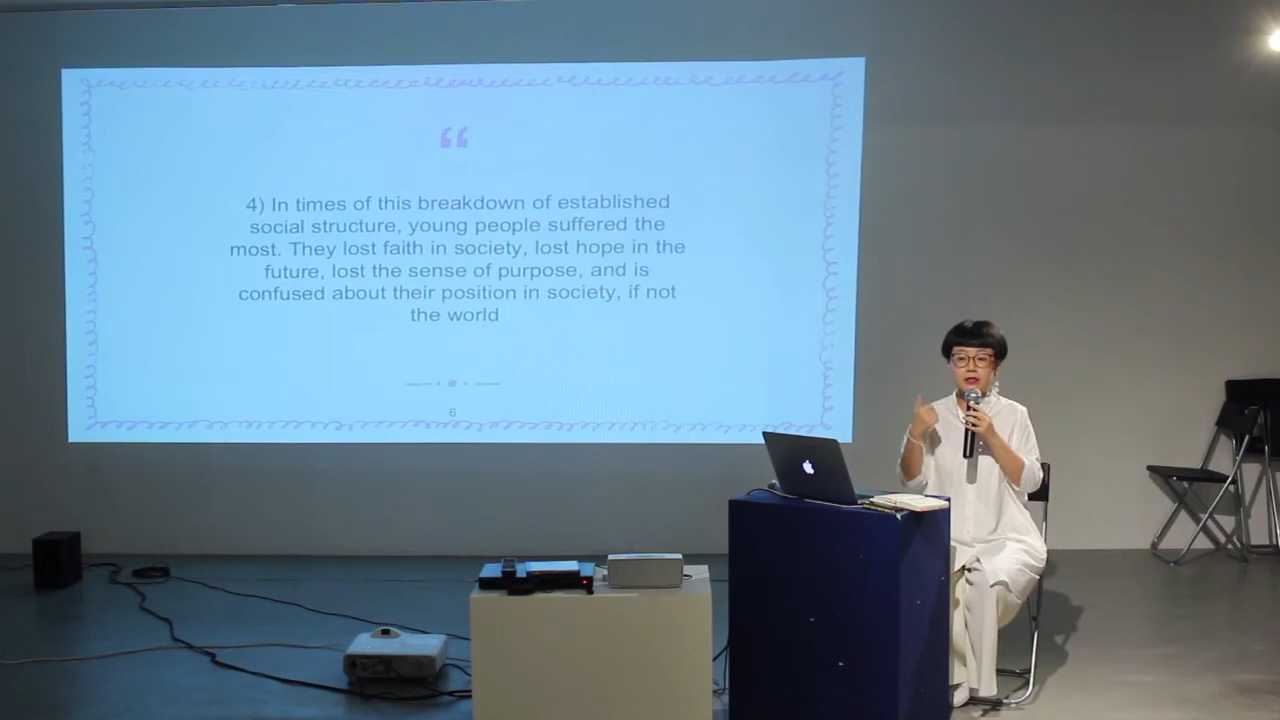 “
4) In times of this breakdown of established
social structure, young people suffered the
most. They lost faith in society, lost hope in the
future, lost the sense of purpose, and is
confused about their position in society, if not
the world
6